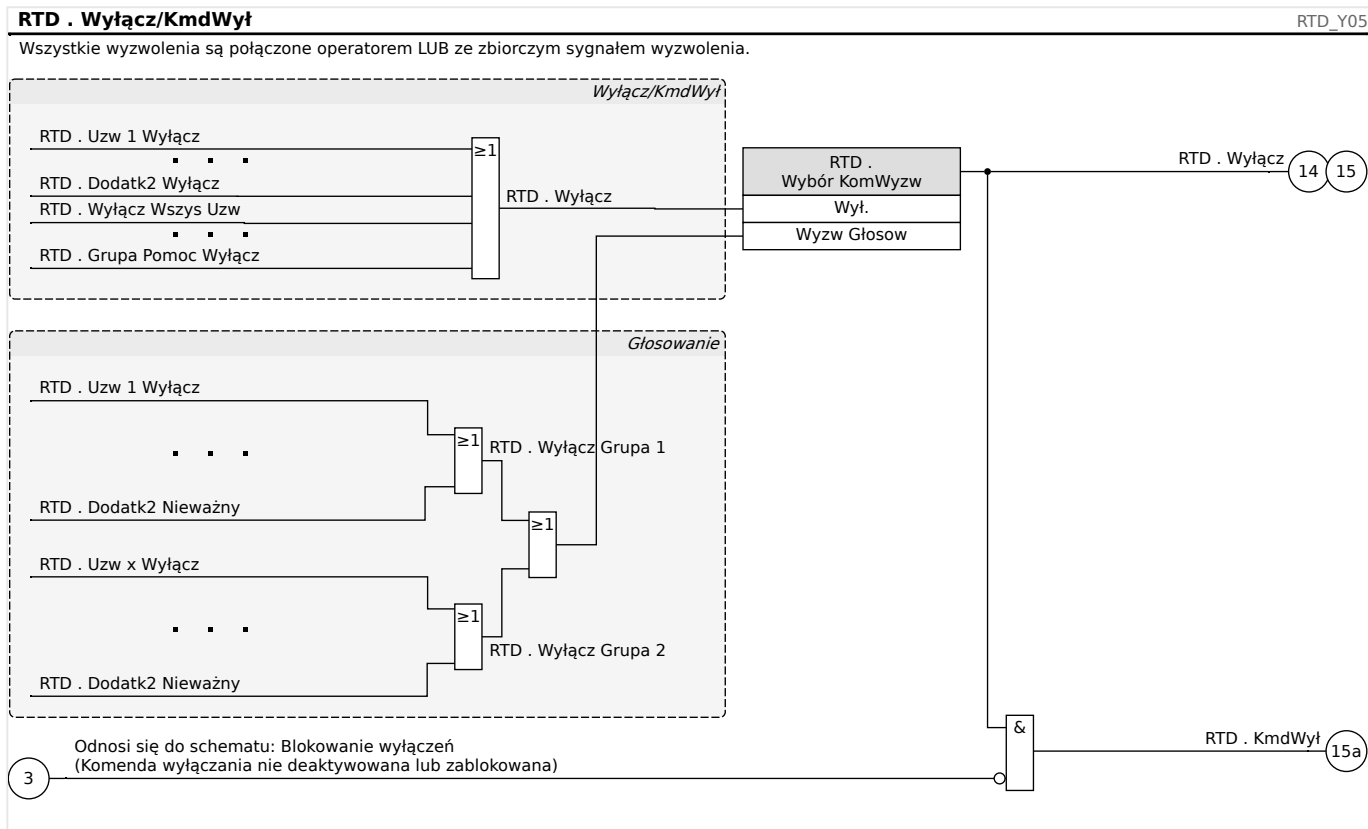 RTD . Wyłącz/KmdWył
RTD_Y05
Wszystkie wyzwolenia są połączone operatorem LUB ze zbiorczym sygnałem wyzwolenia.
Wyłącz/KmdWył
RTD . Uzw 1 Wyłącz
RTD . Dodatk2 Wyłącz
RTD . Wyłącz Wszys Uzw
RTD . Grupa Pomoc Wyłącz
≥1
RTD . Wyłącz
RTD .
Wybór KomWyzw
Wył.
Wyzw Głosow
RTD . Wyłącz
14
15
Głosowanie
RTD . Uzw 1 Wyłącz
≥1
RTD . Wyłącz Grupa 1
RTD . Dodatk2 Nieważny
≥1
RTD . Uzw x Wyłącz
≥1
RTD . Wyłącz Grupa 2
RTD . Dodatk2 Nieważny
Odnosi się do schematu: Blokowanie wyłączeń
(Komenda wyłączania nie deaktywowana lub zablokowana)
3
&
RTD . KmdWył
15a